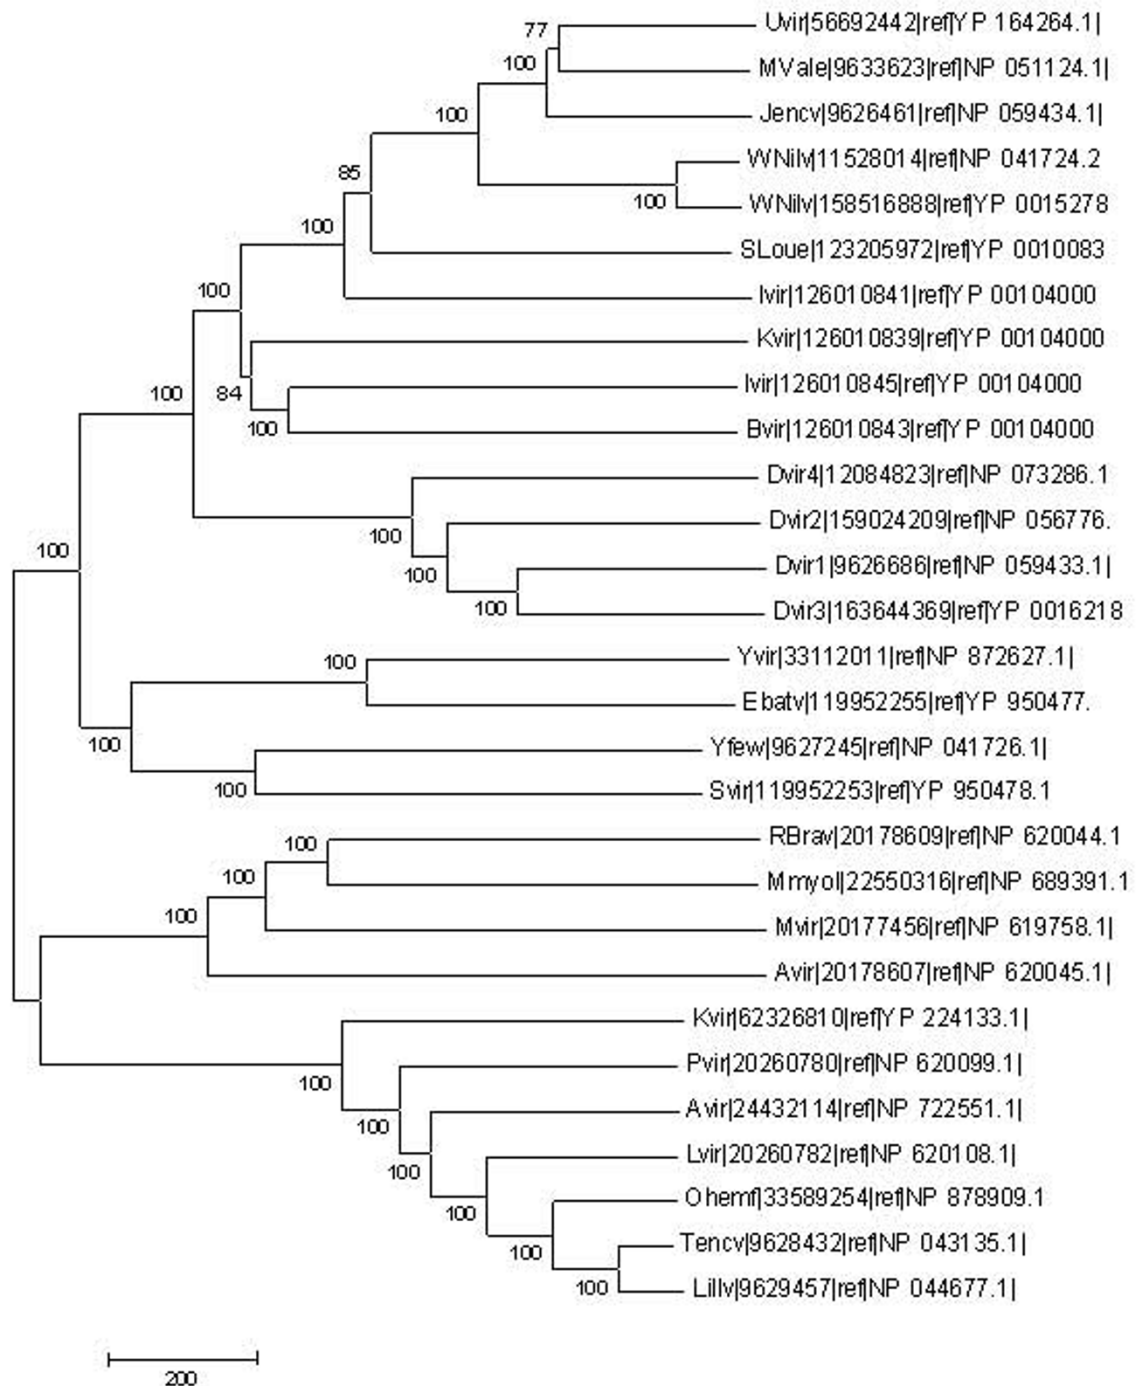 77
Uvir|56692442|ref|YP 164264.1|
100
MVale|9633623|ref|NP 051124.1|
100
Jencv|9626461|ref|NP 059434.1|
WNilv|11528014|ref|NP 041724.2
85
100
WNilv|158516888|ref|YP 0015278
100
SLoue|123205972|ref|YP 0010083
100
Ivir|126010841|ref|YP 00104000
Kvir|126010839|ref|YP 00104000
100
84
Ivir|126010845|ref|YP 00104000
100
Bvir|126010843|ref|YP 00104000
Dvir4|12084823|ref|NP 073286.1
100
Dvir2|159024209|ref|NP 056776.
100
100
Dvir1|9626686|ref|NP 059433.1|
100
Dvir3|163644369|ref|YP 0016218
100
Yvir|33112011|ref|NP 872627.1|
Ebatv|119952255|ref|YP 950477.
100
Yfew|9627245|ref|NP 041726.1|
100
Svir|119952253|ref|YP 950478.1
100
RBrav|20178609|ref|NP 620044.1
100
Mmyol|22550316|ref|NP 689391.1
100
Mvir|20177456|ref|NP 619758.1|
Avir|20178607|ref|NP 620045.1|
Kvir|62326810|ref|YP 224133.1|
100
Pvir|20260780|ref|NP 620099.1|
100
Avir|24432114|ref|NP 722551.1|
100
Lvir|20260782|ref|NP 620108.1|
100
Ohemf|33589254|ref|NP 878909.1
100
Tencv|9628432|ref|NP 043135.1|
100
Lillv|9629457|ref|NP 044677.1|
200